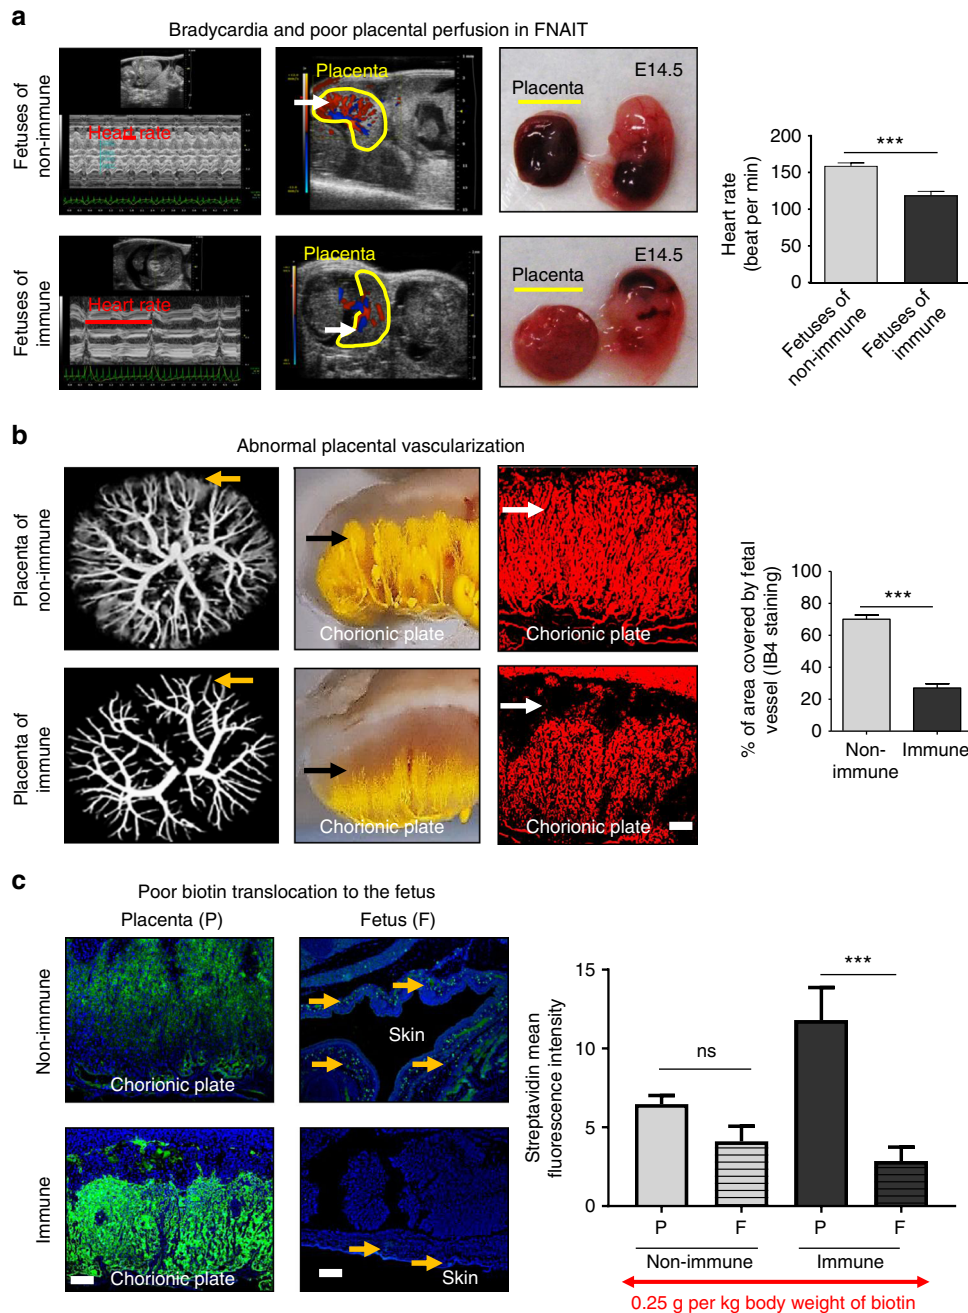 a
Bradycardia and poor placental perfusion in FNAIT
Fetuses of
non-immune
Heart rate
Placenta
Placenta
E14.5
Fetuses of
immune
Heart rate
Placenta
Placenta
E14.5
Heart rate
(beat per min)
200
150
100
50
0
***
Fetuses of
non-immune
Fetuses of
immune
b
Abnormal placental vascularization
Placenta of
non-immune
Chorionic plate
Chorionic plate
Placenta of
immune
Chorionic plate
Chorionic plate
% of area covered by fetal
vessel (IB4 staining)
100
80
60
40
20
0
***
Non-
immune
Immune
c
Poor biotin translocation to the fetus
Placenta (P)
Fetus (F)
Non-immune
Chorionic plate
Skin
Immune
Chorionic plate
Skin
Streptavidin mean
fluorescence intensity
15
10
5
0
ns
***
P
F
P
F
Non-immune
Immune
0.25 g per kg body weight of biotin